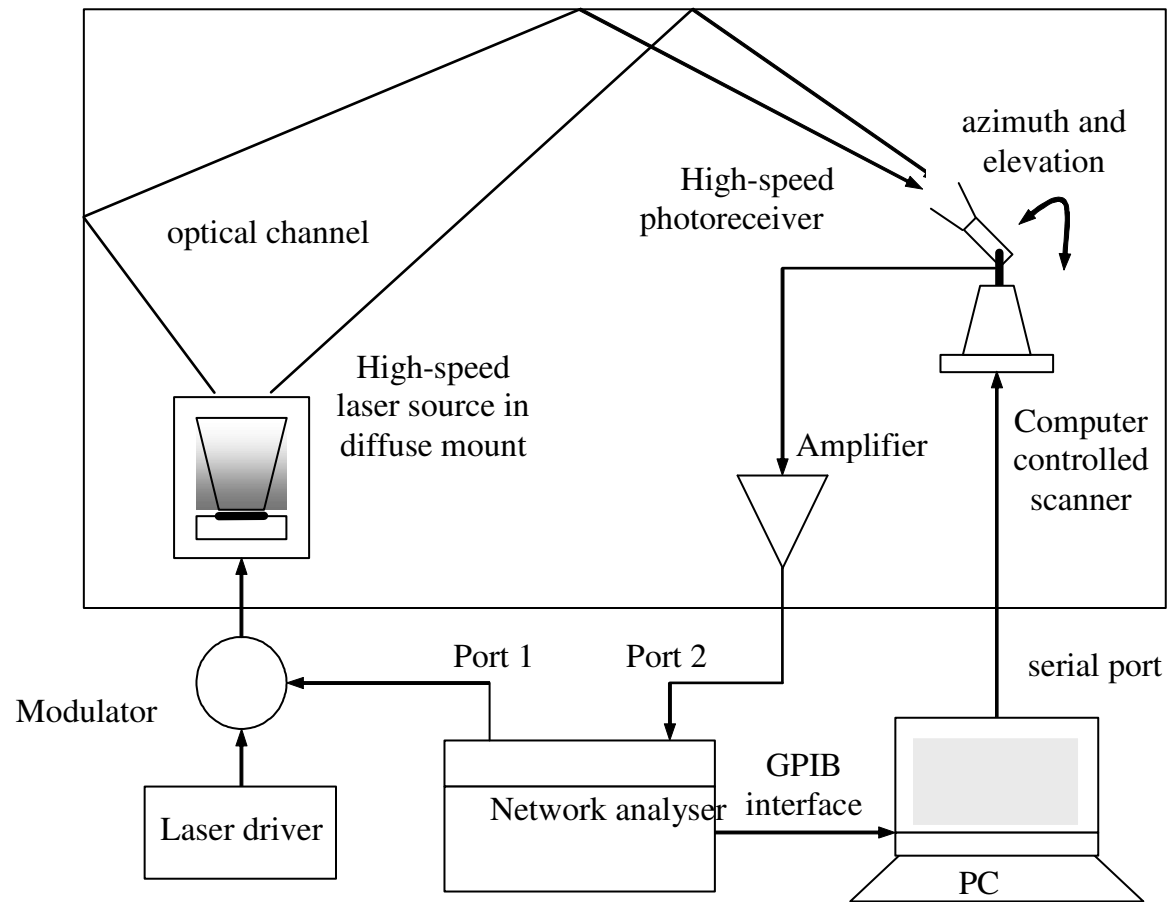 azimuth and
elevation
High-speed
photoreceiver
optical channel
High-speed
laser source in
diffuse mount
Amplifier
Computer
controlled
scanner
Port 1
Port 2
serial port
Modulator
GPIB
interface
Network analyser
Laser driver
PC